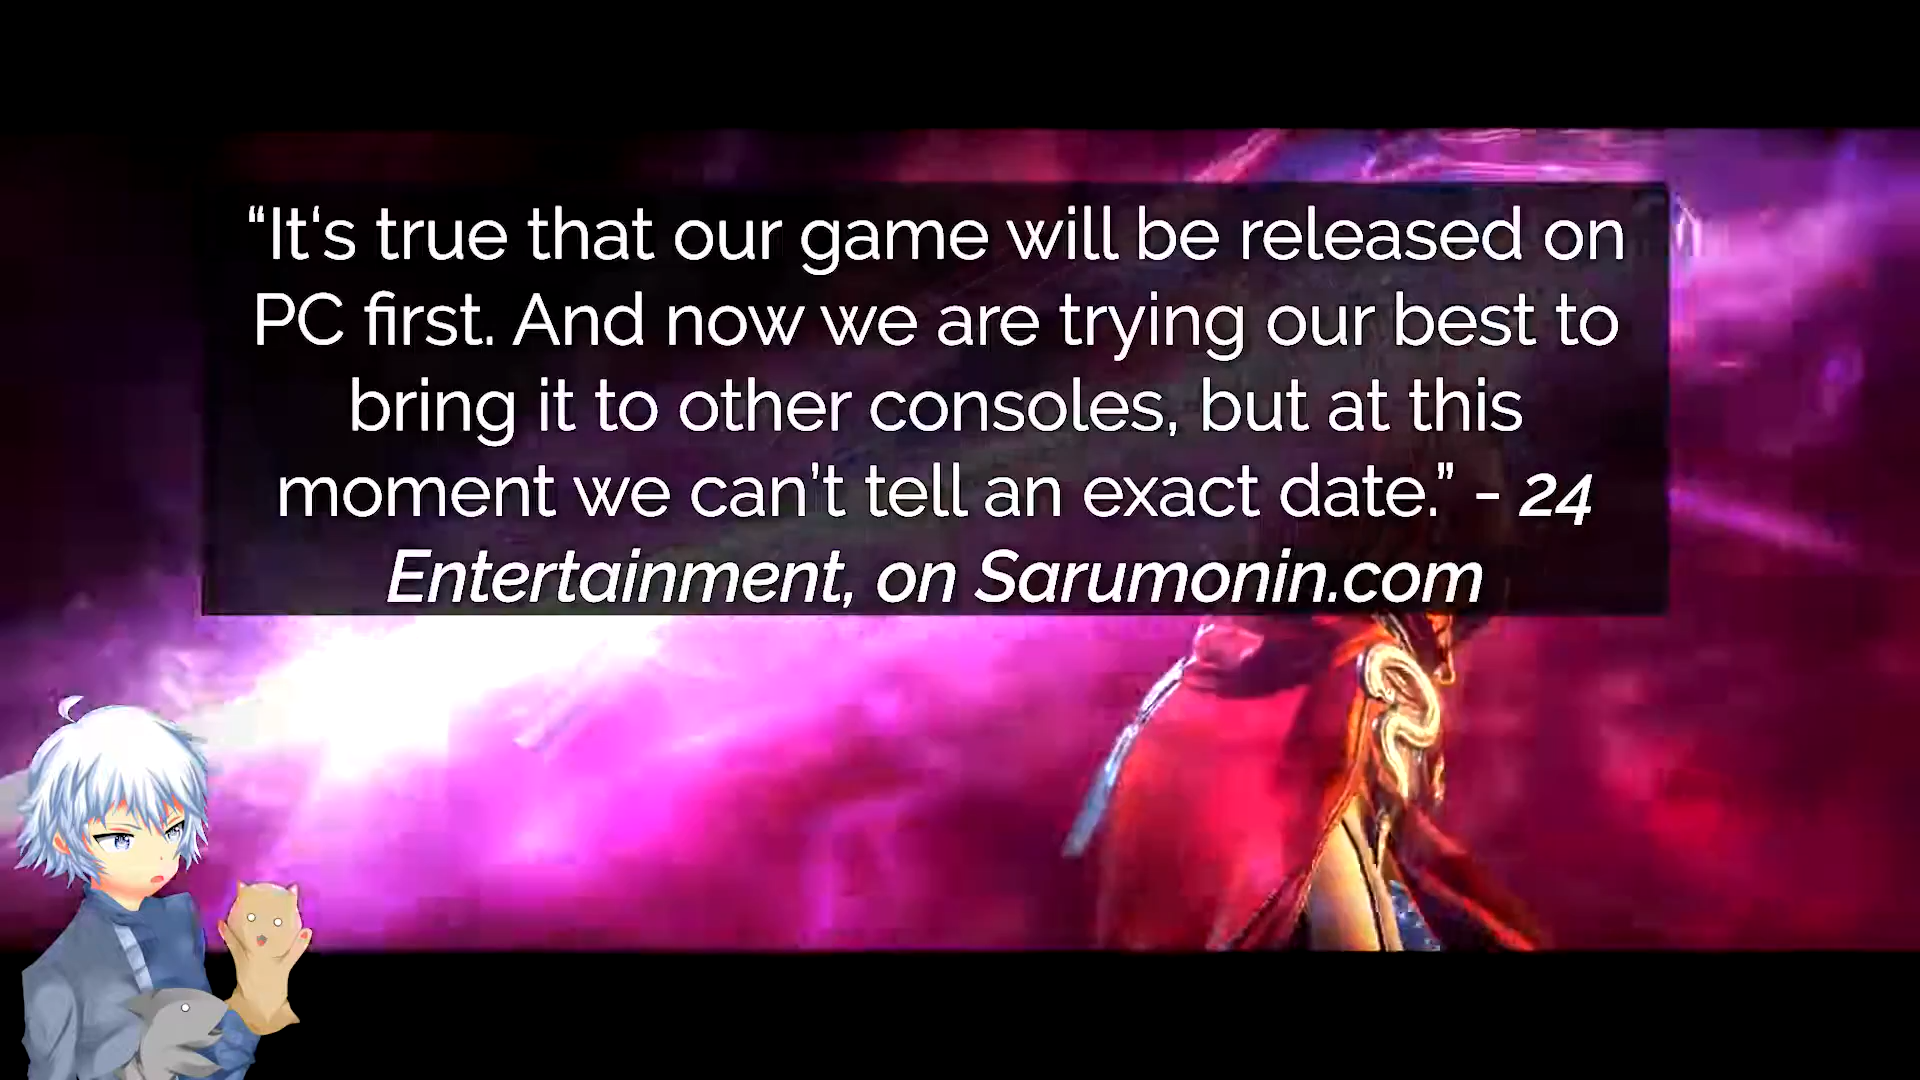 “It‘s true that our game will be released on
PC first. And now we are trying our best to
bring it to other consoles, but at this
moment we can’t tell an exact date.” - 24
Entertainment, on Sarumonin.com